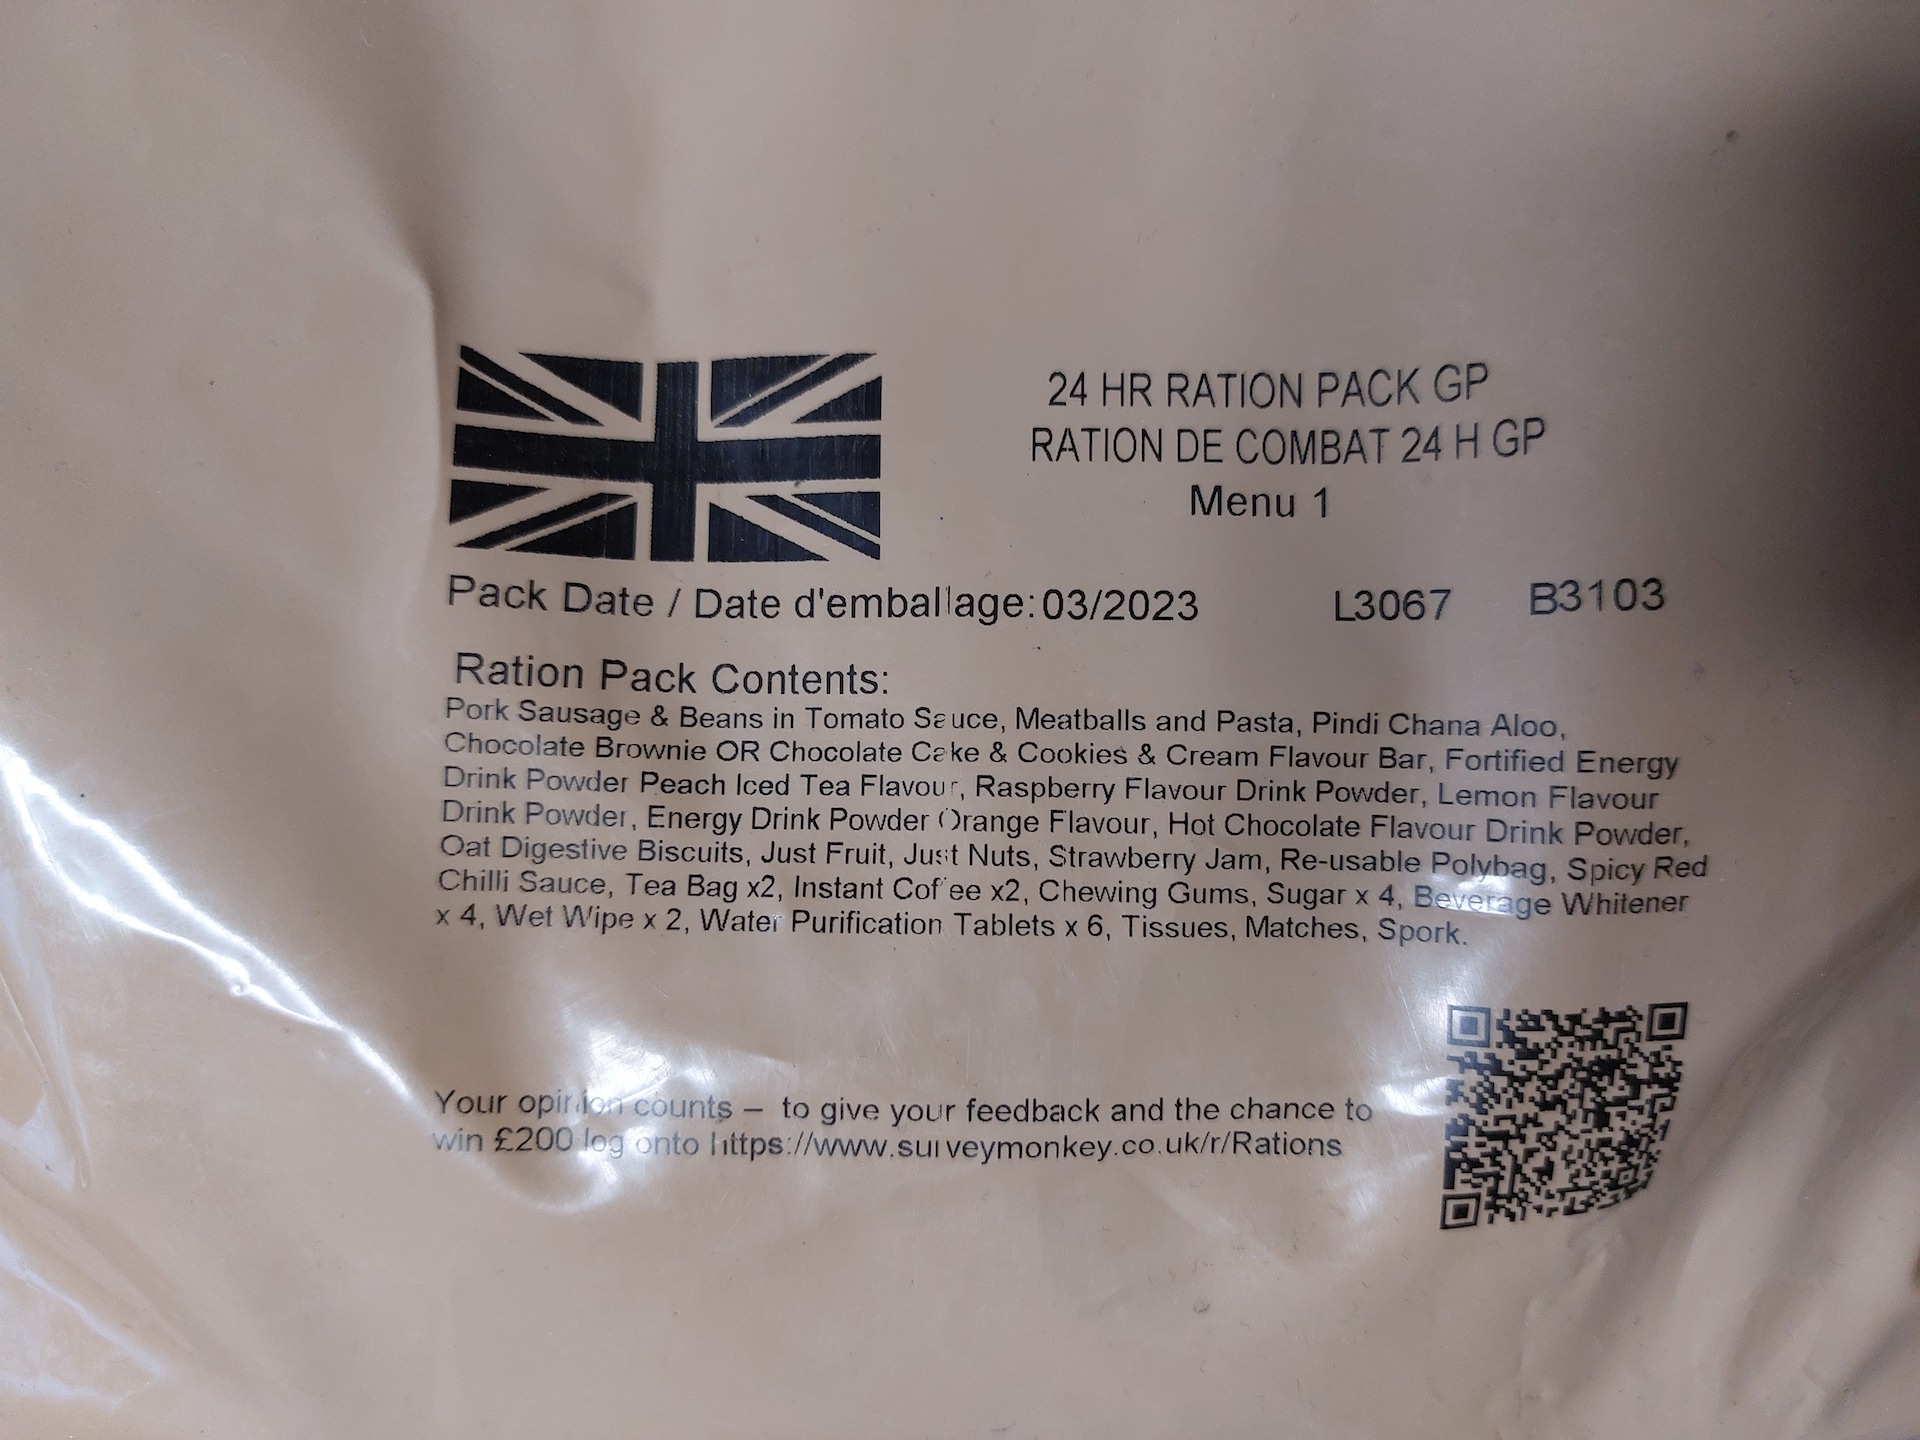 24 HR RATION PACK GP
RATION DE COMBAT 24 H GP
Menu 1
Pack Date / Date d'emballage: 03/2023 L3067 B3103
Ration Pack Contents:
Pork Sausage & Beans in Tomato Sauce, Meatballs and Pasta, Pindi Chana Aloo,
Chocolate Brownie OR Chocolate Cake & Cookies & Cream Flavour Bar, Fortified Energy
Drink Powder Peach Iced Tea Flavour, Raspberry Flavour Drink Powder, Lemon Flavour
Drink Powder, Energy Drink Powder Orange Flavour, Hot Chocolate Flavour Drink Powder,
Oat Digestive Biscuits, Just Fruit, Just Nuts, Strawberry Jam, Re-usable Polybag, Spicy Red
Chilli Sauce, Tea Bag x2, Instant Coffee x2, Chewing Gums, Sugar x 4, Beverage Whitener
x 4, Wet Wipe x 2, Water Purification Tablets x 6, Tissues, Matches, Spork.
Your opinion counts – to give your feedback and the chance to
win £200 log onto https://www.surveymonkey.co.uk/r/Rations